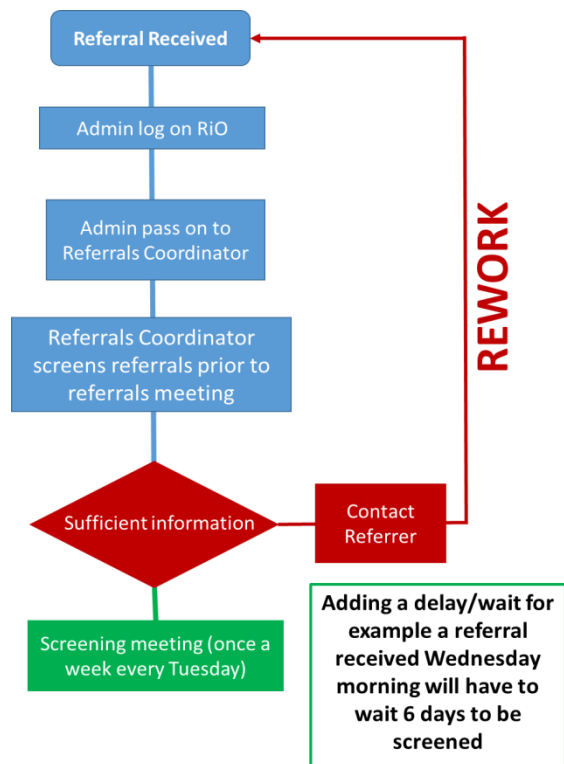 Referral Received
Admin log on RiO
Admin pass on to
Referrals Coordinator
Referrals Coordinator
screens referrals prior to
referrals meeting
Sufficient information
Contact
Referrer
REWORK
Screening meeting (once a
week every Tuesday)
Adding a delay/wait for
example a referral
received Wednesday
morning will have to
wait 6 days to be
screened